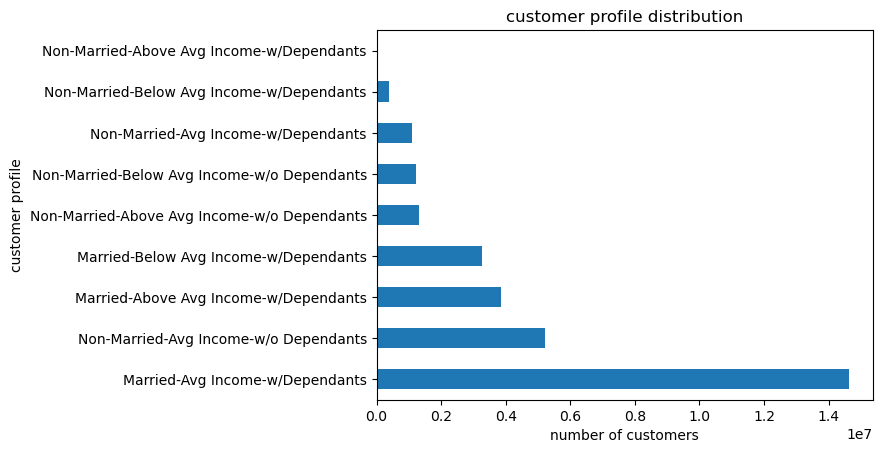 customer profile distribution
customer profile
Non-Married-Above Avg Income-w/Dependants
Non-Married-Below Avg Income-w/Dependants
Non-Married-Avg Income-w/Dependants
Non-Married-Below Avg Income-w/o Dependants
Non-Married-Above Avg Income-w/o Dependants
Married-Below Avg Income-w/Dependants
Married-Above Avg Income-w/Dependants
Non-Married-Avg Income-w/o Dependants
Married-Avg Income-w/Dependants
0.0 0.2 0.4 0.6 0.8 1.0 1.2 1.4
1e7
number of customers